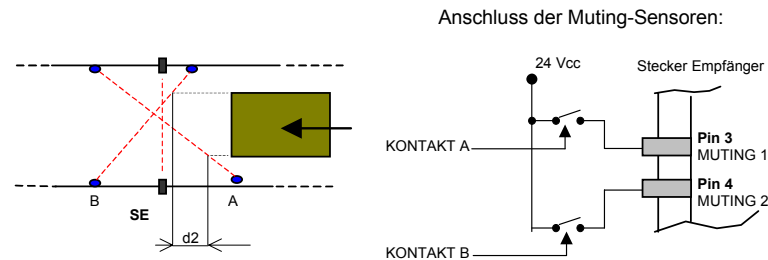 Anschluss der Muting-Sensoren:
24 Vcc
Stecker Empfänger
KONTAKT A
Pin 3
MUTING 1
Pin 4
MUTING 2
KONTAKT B
B
SE
A
d2